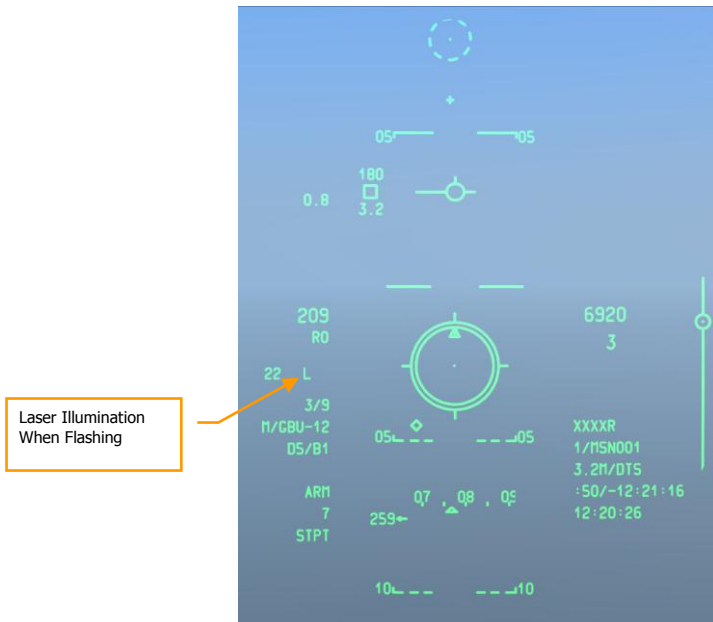 05 05
180
0.8
3.2
209 6920
R0 3
22 L
Laser Illumination
When Flashing
3/9
M/GBU-12 XXXXR
05 05
D5/B1 1/MSN001
3.2M/DTS
ARM :50/-12:21:16
07 08 09
7 12:20:26
259←
STPT
10 10